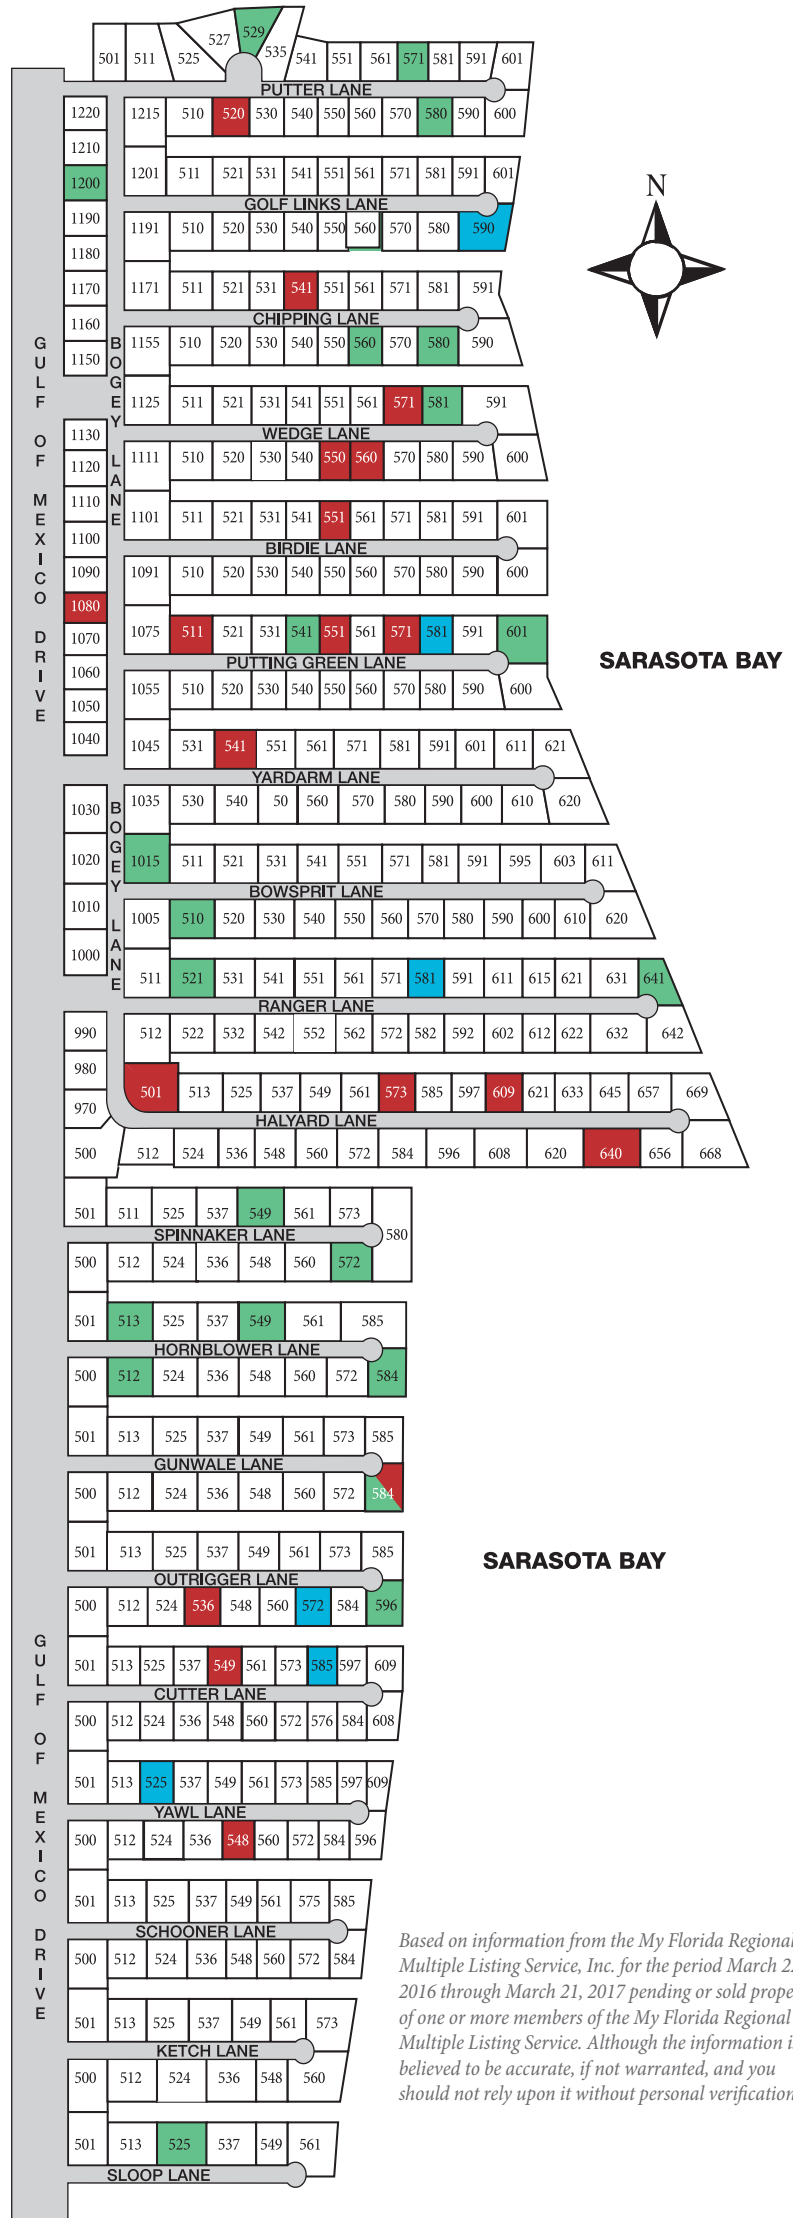 501 511 525 527 529 535 541 551 561 571 581 591 601
PUTTER LANE
1220 1215 510 520 530 540 550 560 570 580 590 600
1210
1200 1201 511 521 531 541 551 561 571 581 591 601
GOLF LINKS LANE
1190 1191 510 520 530 540 550 560 570 580 590
1180
N
1170 1171 511 521 531 541 551 561 571 581 591
CHIPPING LANE
1160 1155 510 520 530 540 550 560 570 580 590
1150
GULF OF MEXICO DRIVE
BOGEY LANE
1125 511 521 531 541 551 561 571 581 591
WEDGE LANE
1130 1111 510 520 530 540 550 560 570 580 590 600
1120
1110 1101 511 521 531 541 551 561 571 581 591 601
1100
BIRDIE LANE
1090 1091 510 520 530 540 550 560 570 580 590 600
1080
1070 1075 511 521 531 541 551 561 571 581 591 601
PUTTING GREEN LANE
SARASOTA BAY
1060 1055 510 520 530 540 550 560 570 580 590 600
1050
1040 1045 531 541 551 561 571 581 591 601 611 621
YARDARM LANE
1030 1035 530 540 50 560 570 580 590 600 610 620
BOGEY LANE
1020 1015 511 521 531 541 551 571 581 591 595 603 611
BOWSPRIT LANE
1010 1005 510 520 530 540 550 560 570 580 590 600 610 620
1000
511 521 531 541 551 561 571 581 591 611 615 621 631 641
RANGER LANE
990 512 522 532 542 552 562 572 582 592 602 612 622 632 642
980
970 501 513 525 537 549 561 573 585 597 609 621 633 645 657 669
HALYARD LANE
500 512 524 536 548 560 572 584 596 608 620 640 656 668
501 511 525 537 549 561 573 580
SPINNAKER LANE
500 512 524 536 548 560 572
501 513 525 537 549 561 585
HORNBLOWER LANE
500 512 524 536 548 560 572 584
501 513 525 537 549 561 573 585
GUNWALE LANE
500 512 524 536 548 560 572 584
501 513 525 537 549 561 573 585
SARASOTA BAY
OUTRIGGER LANE
500 512 524 536 548 560 572 584 596
GULF OF MEXICO DRIVE
501 513 525 537 549 561 573 585 597 609
CUTTER LANE
500 512 524 536 548 560 572 576 584 608
501 513 525 537 549 561 573 585 597 609
YAWL LANE
500 512 524 536 548 560 572 584 596
501 513 525 537 549 561 575 585
SCHOONER LANE
500 512 524 536 548 560 572 584
501 513 525 537 549 561 573
KETCH LANE
500 512 524 536 548 560
501 513 525 537 549 561
SLOOP LANE
Based on information from the My Florida Regional
Multiple Listing Service, Inc. for the period March
2016 through March 21, 2017 pending or sold
of one or more members of the My Florida Regional
Multiple Listing Service. Although the information
believed to be accurate, if not warranted, and you
should not rely upon it without personal verification